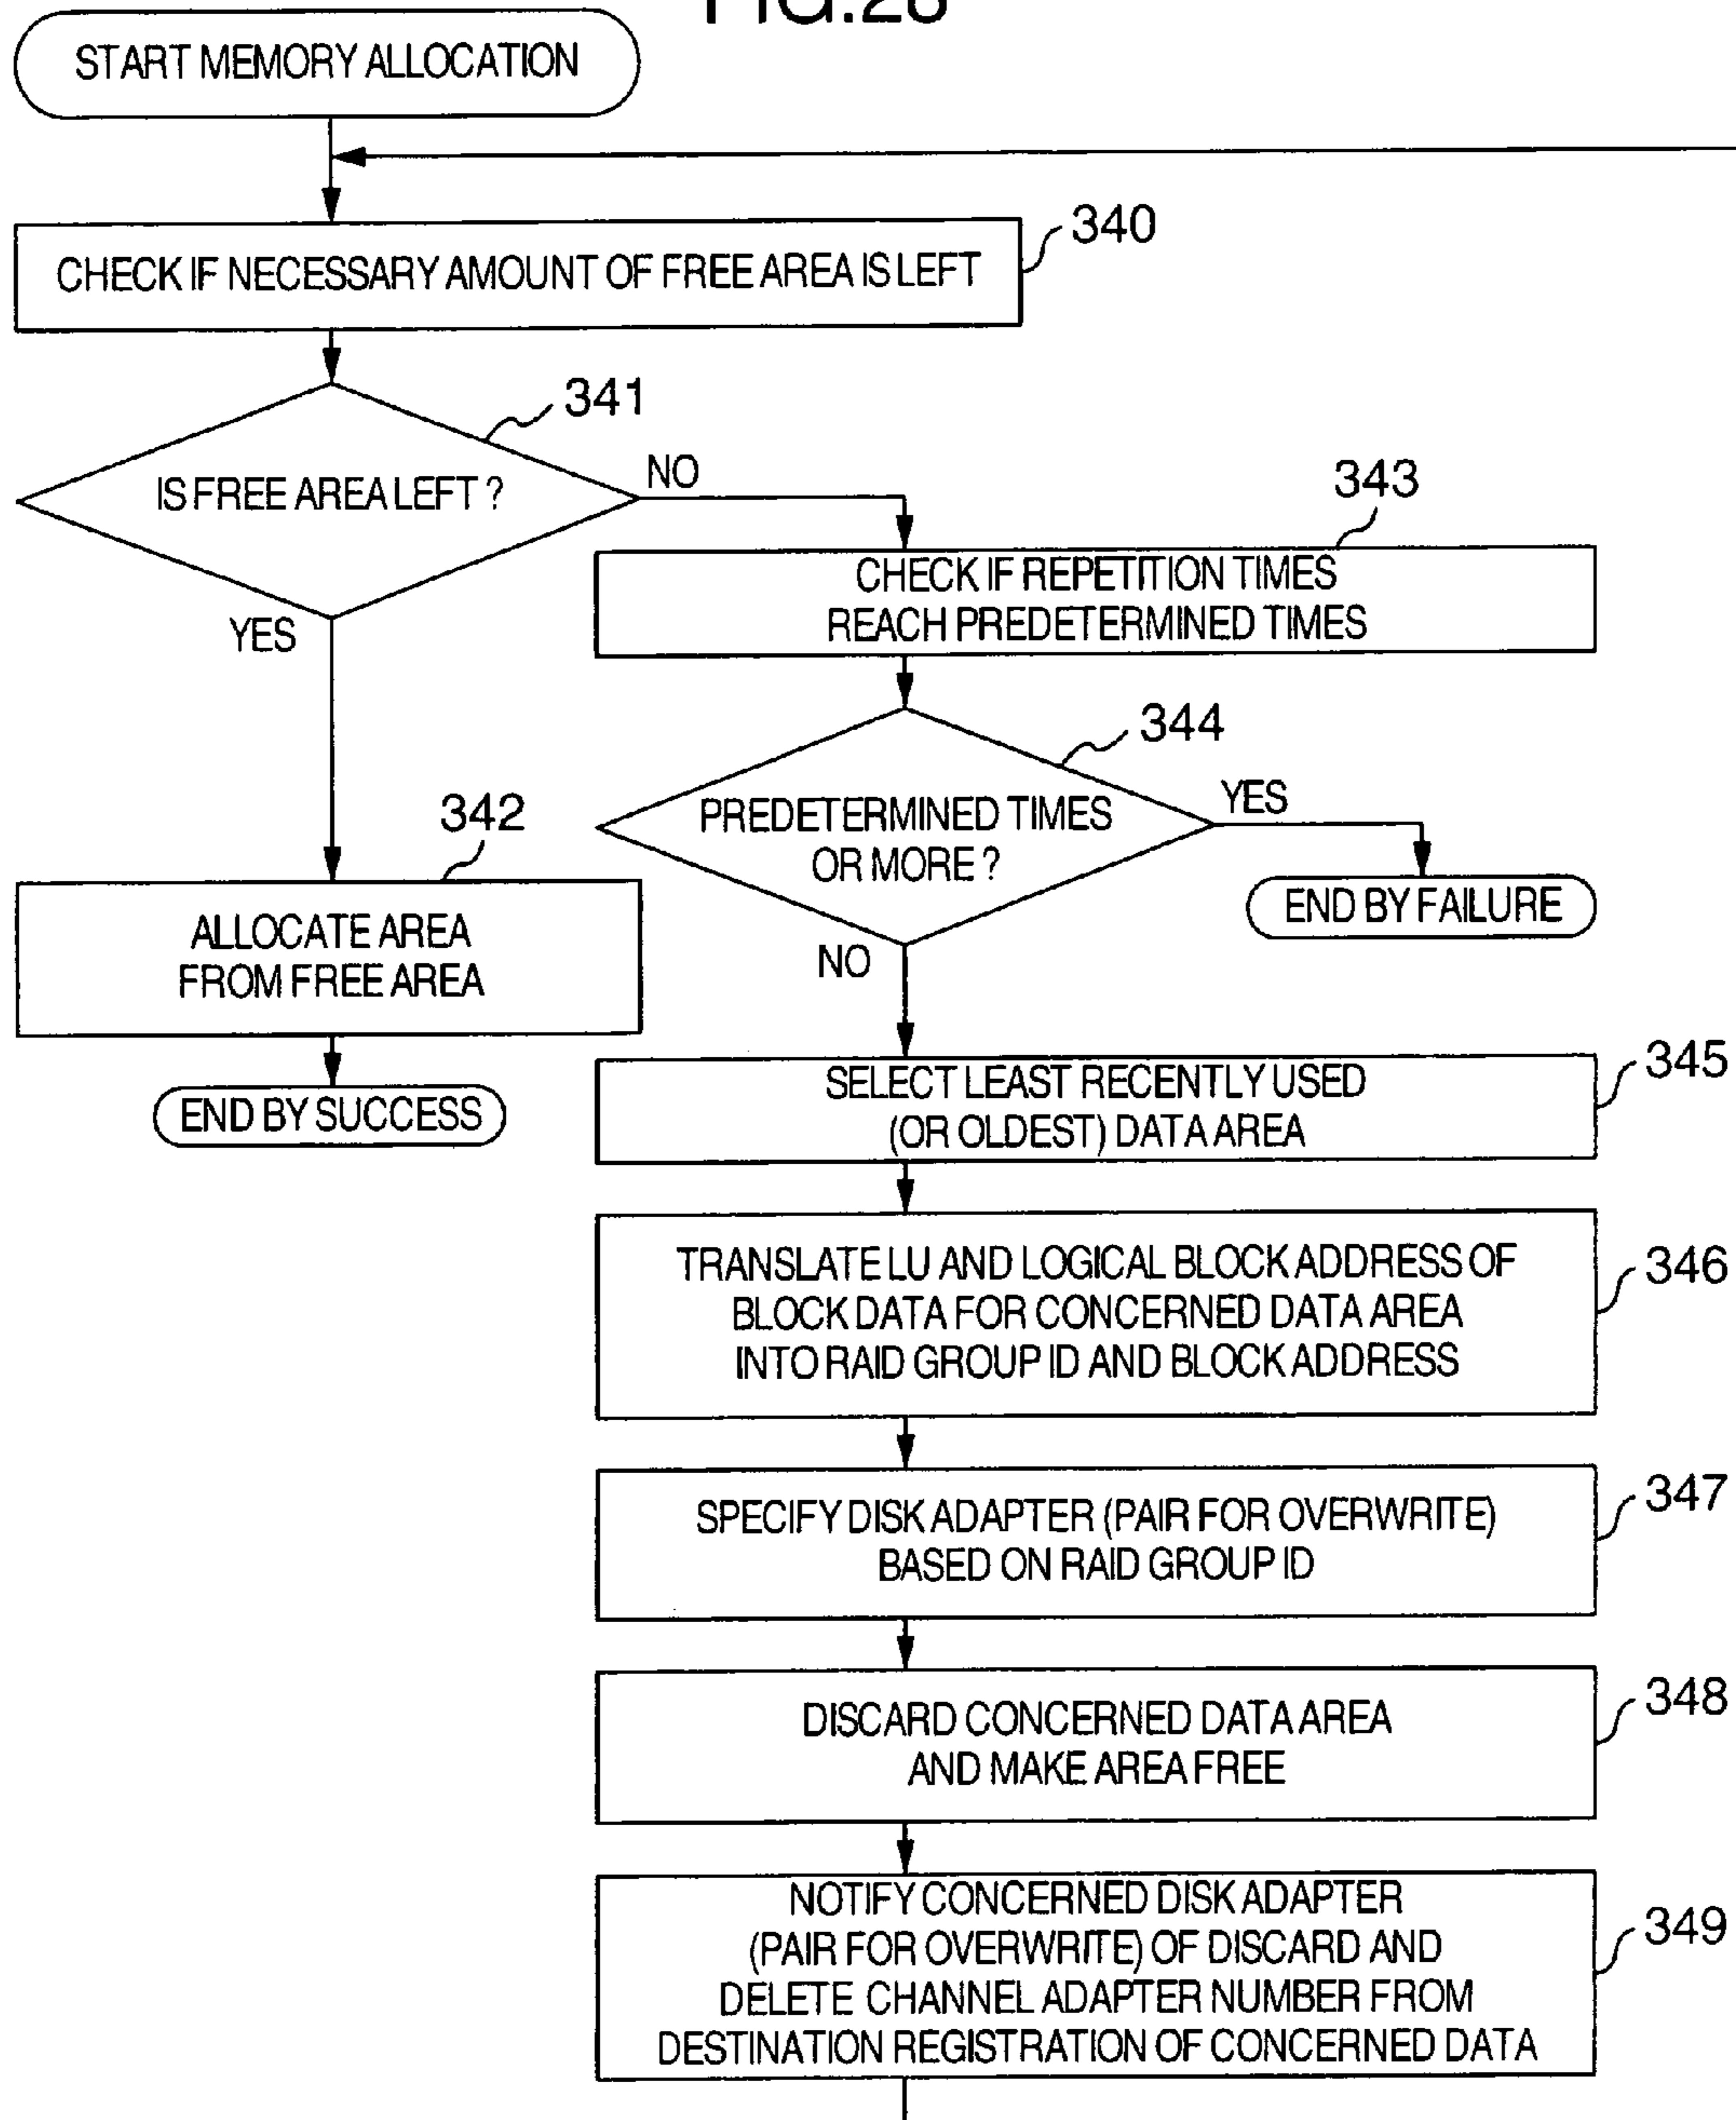 FIG.28
START MEMORY ALLOCATION
340
CHECK IF NECESSARY AMOUNT OF FREE AREA IS LEFT
341
IS FREE AREA LEFT ?
NO
YES
343
CHECK IF REPETITION TIMES
REACH PREDETERMINED TIMES
344
PREDETERMINED TIMES
OR MORE ?
YES
NO
END BY FAILURE
342
ALLOCATE AREA
FROM FREE AREA
END BY SUCCESS
345
SELECT LEAST RECENTLY USED
(OR OLDEST) DATA AREA
346
TRANSLATE LU AND LOGICAL BLOCK ADDRESS OF
BLOCK DATA FOR CONCERNED DATA AREA
INTO RAID GROUP ID AND BLOCK ADDRESS
347
SPECIFY DISK ADAPTER (PAIR FOR OVERWRITE)
BASED ON RAID GROUP ID
348
DISCARD CONCERNED DATA AREA
AND MAKE AREA FREE
349
NOTIFY CONCERNED DISK ADAPTER
(PAIR FOR OVERWRITE) OF DISCARD AND
DELETE CHANNEL ADAPTER NUMBER FROM
DESTINATION REGISTRATION OF CONCERNED DATA